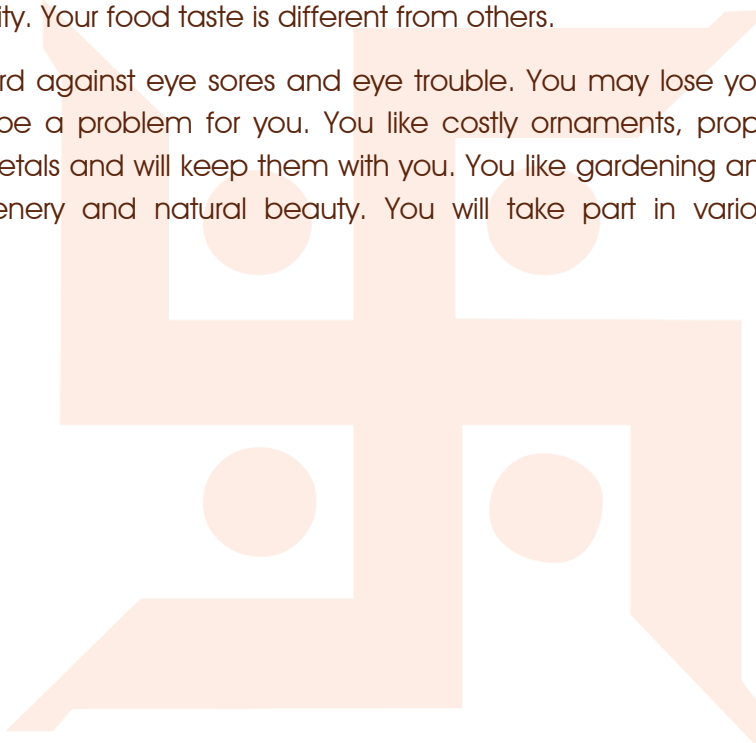 ity. Your food taste is different from others.
rd against eye sores and eye trouble. You may lose yo
be a problem for you. You like costly ornaments, prop
etals and will keep them with you. You like gardening an
enery and natural beauty. You will take part in vario